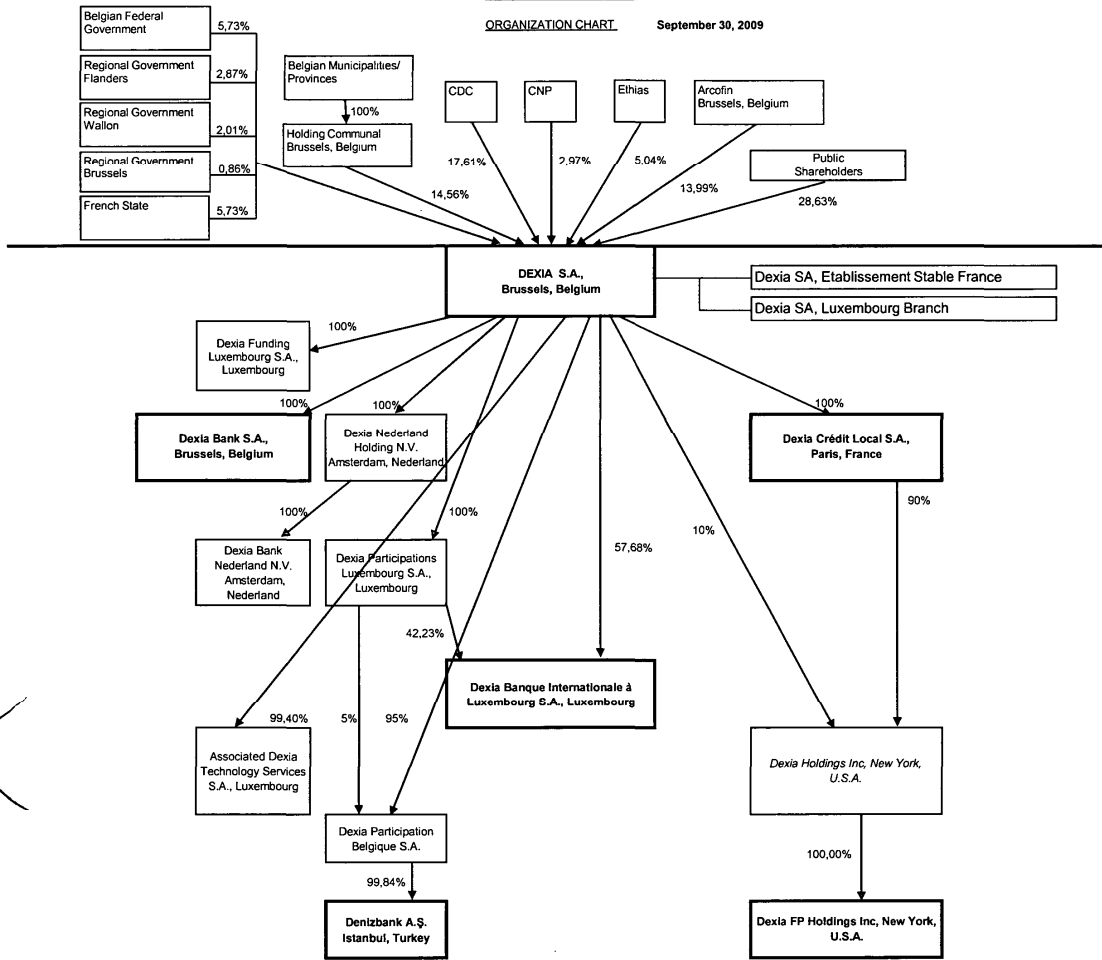 ORGANIZATION CHART
September 30, 2009
Belgian Federal
Government
5,73%
Regional Government
Flanders
2,87%
Regional Government
Wallon
2,01%
Regional Government
Brussels
0,86%
French State
5,73%
Belgian Municipalities/
Provinces
100%
Holding Communal
Brussels, Belgium
14,56%
CDC
17,61%
CNP
2,97%
Ethias
5,04%
Arcofin
Brussels, Belgium
13,99%
Public
Shareholders
28,63%
DEXIA S.A.,
Brussels, Belgium
Dexia SA, Etablissement Stable France
Dexia SA, Luxembourg Branch
100%
Dexia Funding
Luxembourg S.A.,
Luxembourg
100%
Dexia Bank S.A.,
Brussels, Belgium
100%
Dexia Nederland
Holding N.V.
Amsterdam, Nederland
100%
Dexia Crédit Local S.A.,
Paris, France
90%
100%
Dexia Bank
Nederland N.V.
Amsterdam,
Nederland
100%
Dexia Participations
Luxembourg S.A.,
Luxembourg
57,68%
10%
42,23%
Dexia Banque Internationale à
Luxembourg S.A., Luxembourg
99,40%
5%
95%
Associated Dexia
Technology Services
S.A., Luxembourg
Dexia Holdings Inc, New York,
U.S.A.
Dexia Participation
Belgique S.A.
100,00%
99,84%
Denizbank A.Ş.
Istanbul, Turkey
Dexia FP Holdings Inc, New York,
U.S.A.